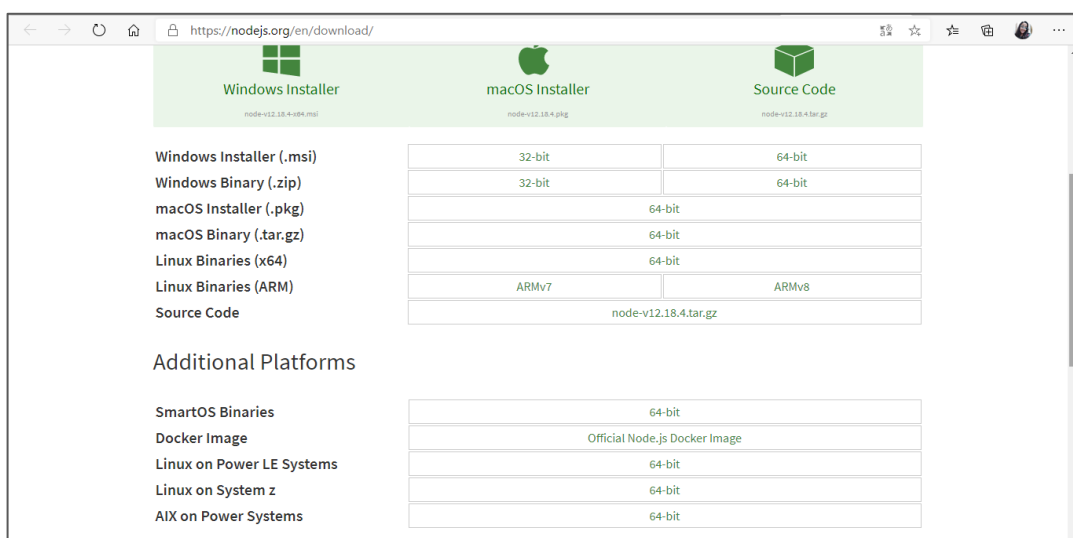 https://nodejs.org/en/download/
Windows Installer macOS Installer Source Code
node-v12.18.4-x64.msi node-v12.18.4.pkg node-v12.18.4.tar.gz
Windows Installer (.msi) 32-bit 64-bit
Windows Binary (.zip) 32-bit 64-bit
macOS Installer (.pkg) 64-bit
macOS Binary (.tar.gz) 64-bit
Linux Binaries (x64) 64-bit
Linux Binaries (ARM) ARMv7 ARMv8
Source Code node-v12.18.4.tar.gz
Additional Platforms
SmartOS Binaries 64-bit
Docker Image Official Node.js Docker Image
Linux on Power LE Systems 64-bit
Linux on System z 64-bit
AIX on Power Systems 64-bit